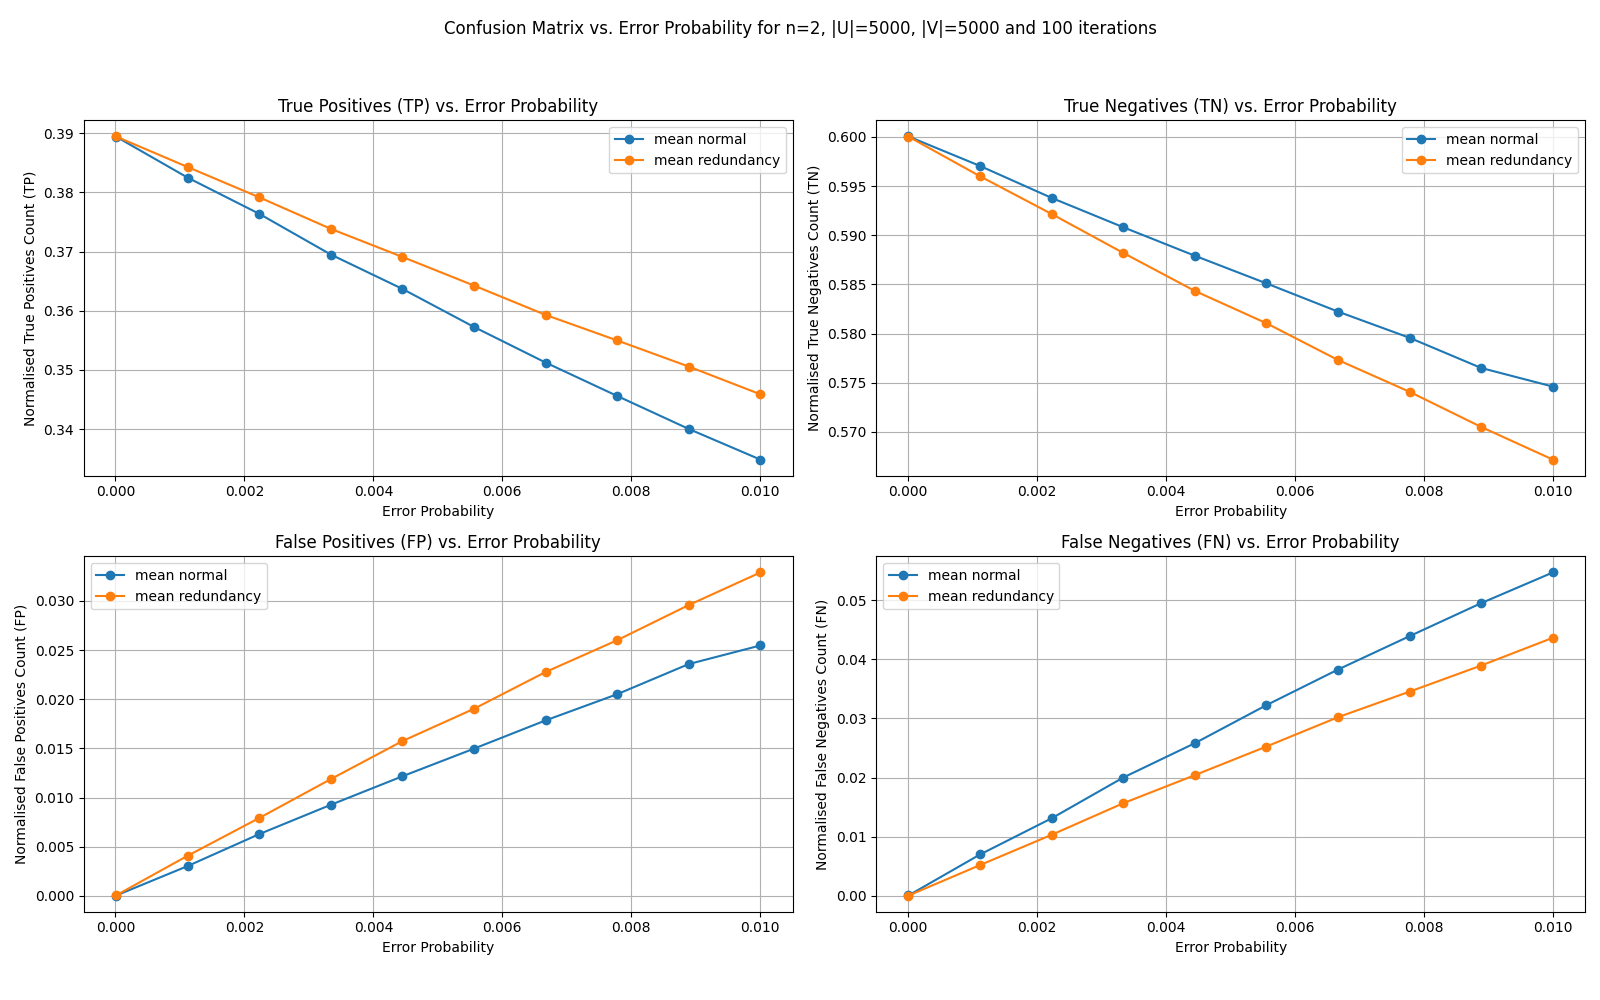 Confusion Matrix vs. Error Probability for n=2, |U|=5000, |V|=5000 and 100 iterations
True Positives (TP) vs. Error Probability
Normalised True Positives Count (TP)
0.39
0.38
0.37
0.36
0.35
0.34
mean normal
mean redundancy
0.000 0.002 0.004 0.006 0.008 0.010
Error Probability
True Negatives (TN) vs. Error Probability
Normalised True Negatives Count (TN)
0.600
0.595
0.590
0.585
0.580
0.575
0.570
mean normal
mean redundancy
0.000 0.002 0.004 0.006 0.008 0.010
Error Probability
False Positives (FP) vs. Error Probability
Normalised False Positives Count (FP)
0.030
0.025
0.020
0.015
0.010
0.005
0.000
mean normal
mean redundancy
0.000 0.002 0.004 0.006 0.008 0.010
Error Probability
False Negatives (FN) vs. Error Probability
Normalised False Negatives Count (FN)
0.05
0.04
0.03
0.02
0.01
0.00
mean normal
mean redundancy
0.000 0.002 0.004 0.006 0.008 0.010
Error Probability